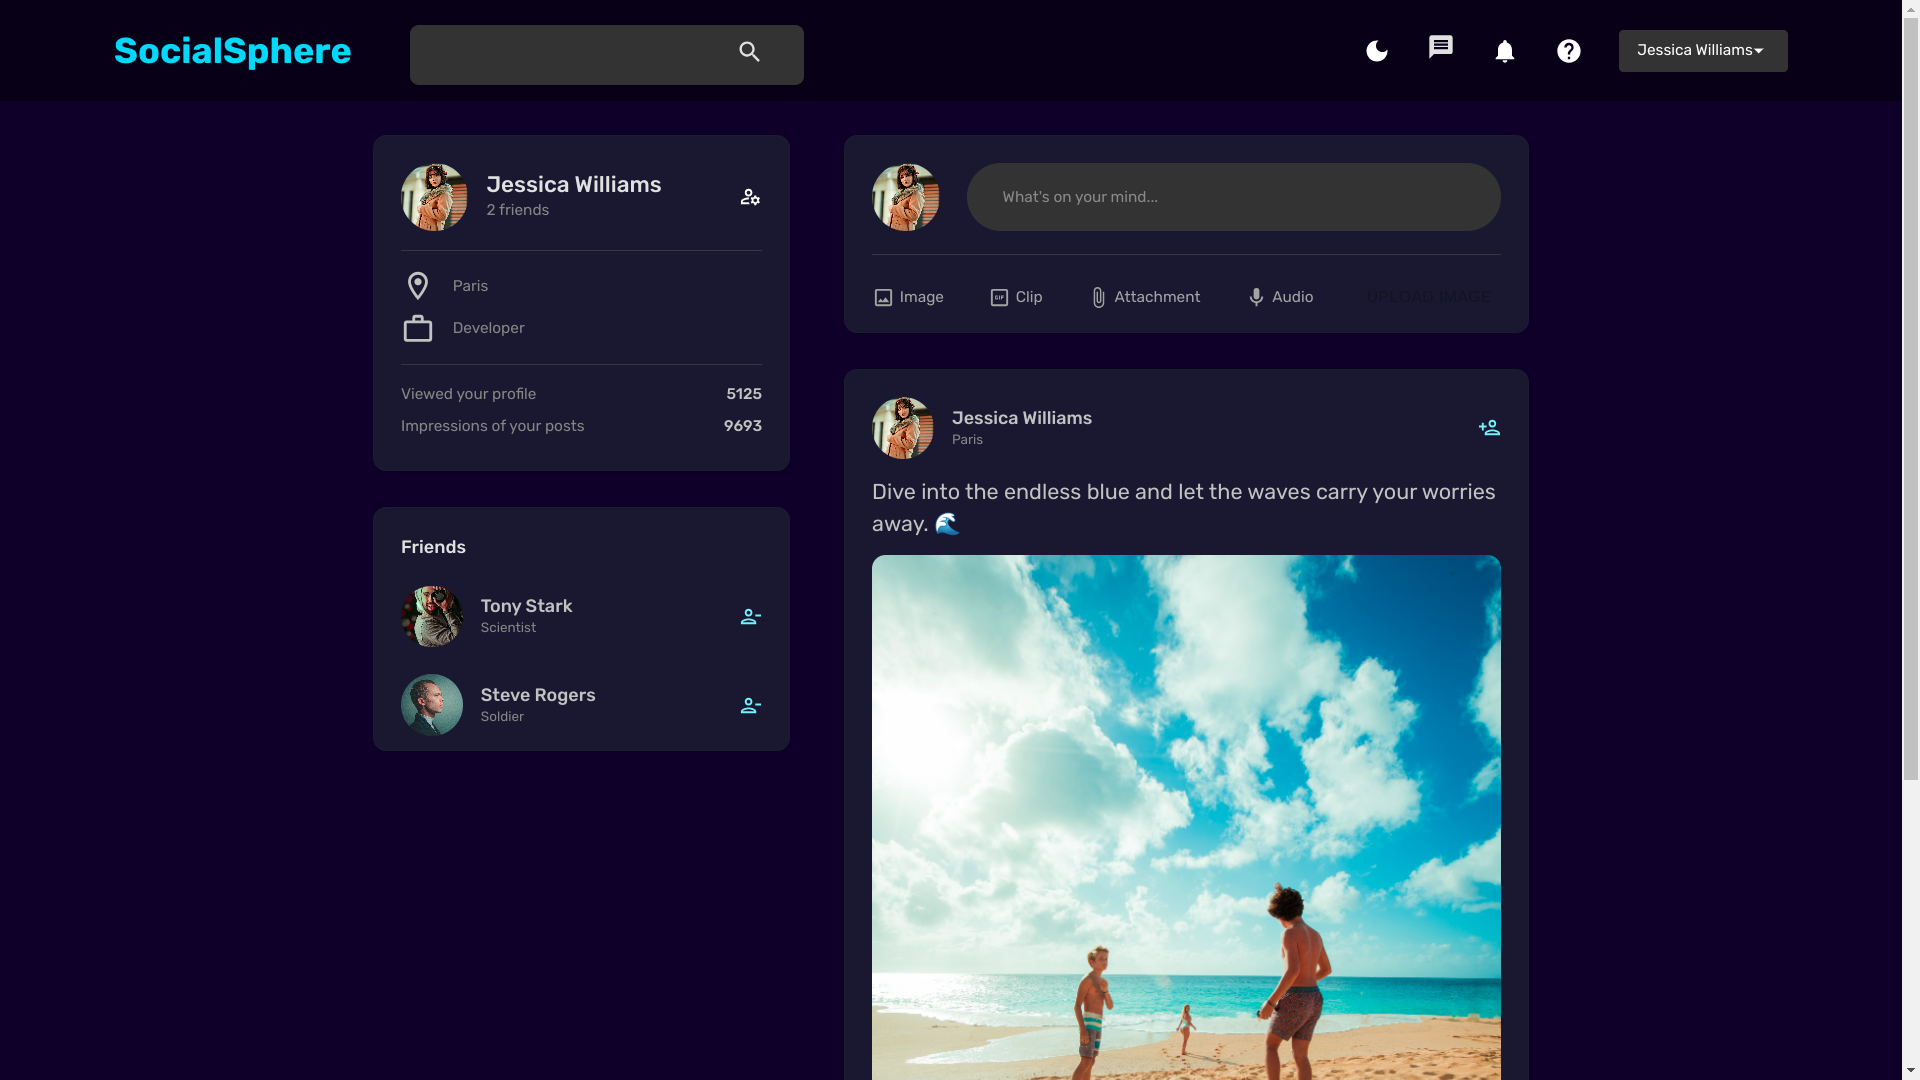 SocialSphere
Jessica Williams
Jessica Williams
2 friends
Paris
Developer
Viewed your profile 5125
Impressions of your posts 9693
Friends
Tony Stark
Scientist
Steve Rogers
Soldier
What's on your mind...
Image GIF Clip Attachment Audio UPLOAD IMAGE
Jessica Williams
Paris
Dive into the endless blue and let the waves carry your worries
away. 🌊